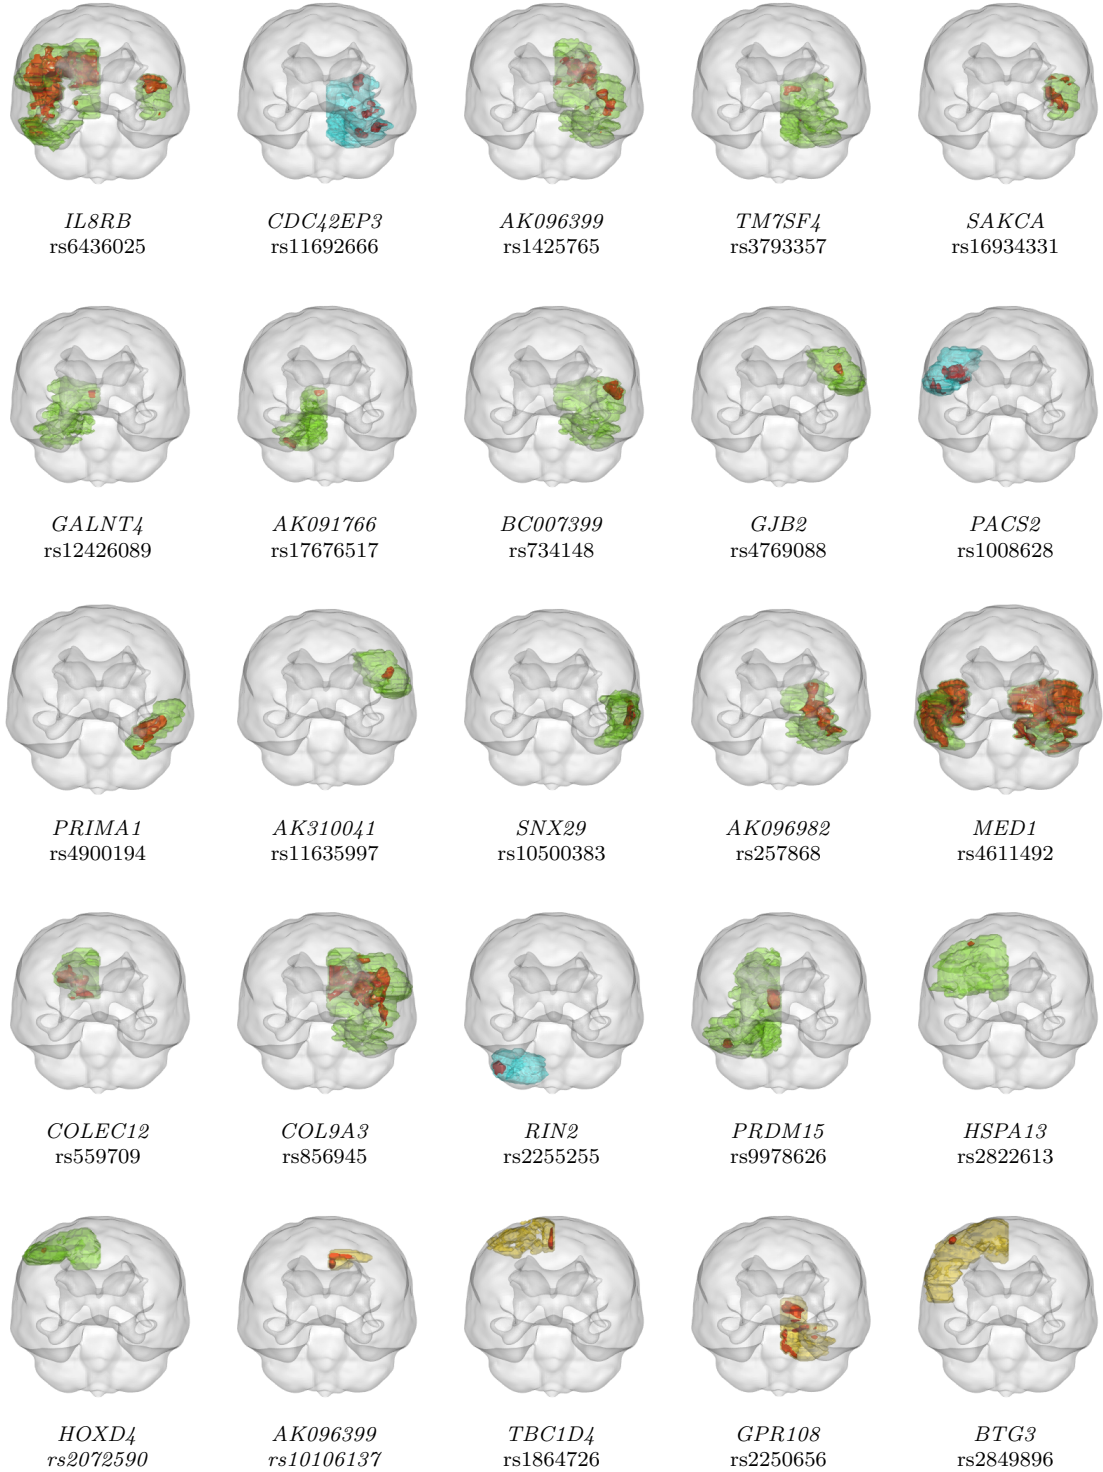 IL8RB CDC42EP3 AK096399 TM7SF4 SAKCA
rs6436025 rs11692666 rs1425765 rs3793357 rs16934331
GALNT4 AK091766 BC007399 GJB2 PACS2
rs12426089 rs17676517 rs734148 rs4769088 rs1008628
PRIMA1 AK310041 SNX29 AK096982 MED1
rs4900194 rs11635997 rs10500383 rs257868 rs4611492
COLEC12 COL9A3 RIN2 PRDM15 HSPA13
rs559709 rs856945 rs2255255 rs9978626 rs2822613
HOXD4 AK096399 TBC1D4 GPR108 BTG3
rs2072590 rs10106137 rs1864726 rs2250656 rs2849896